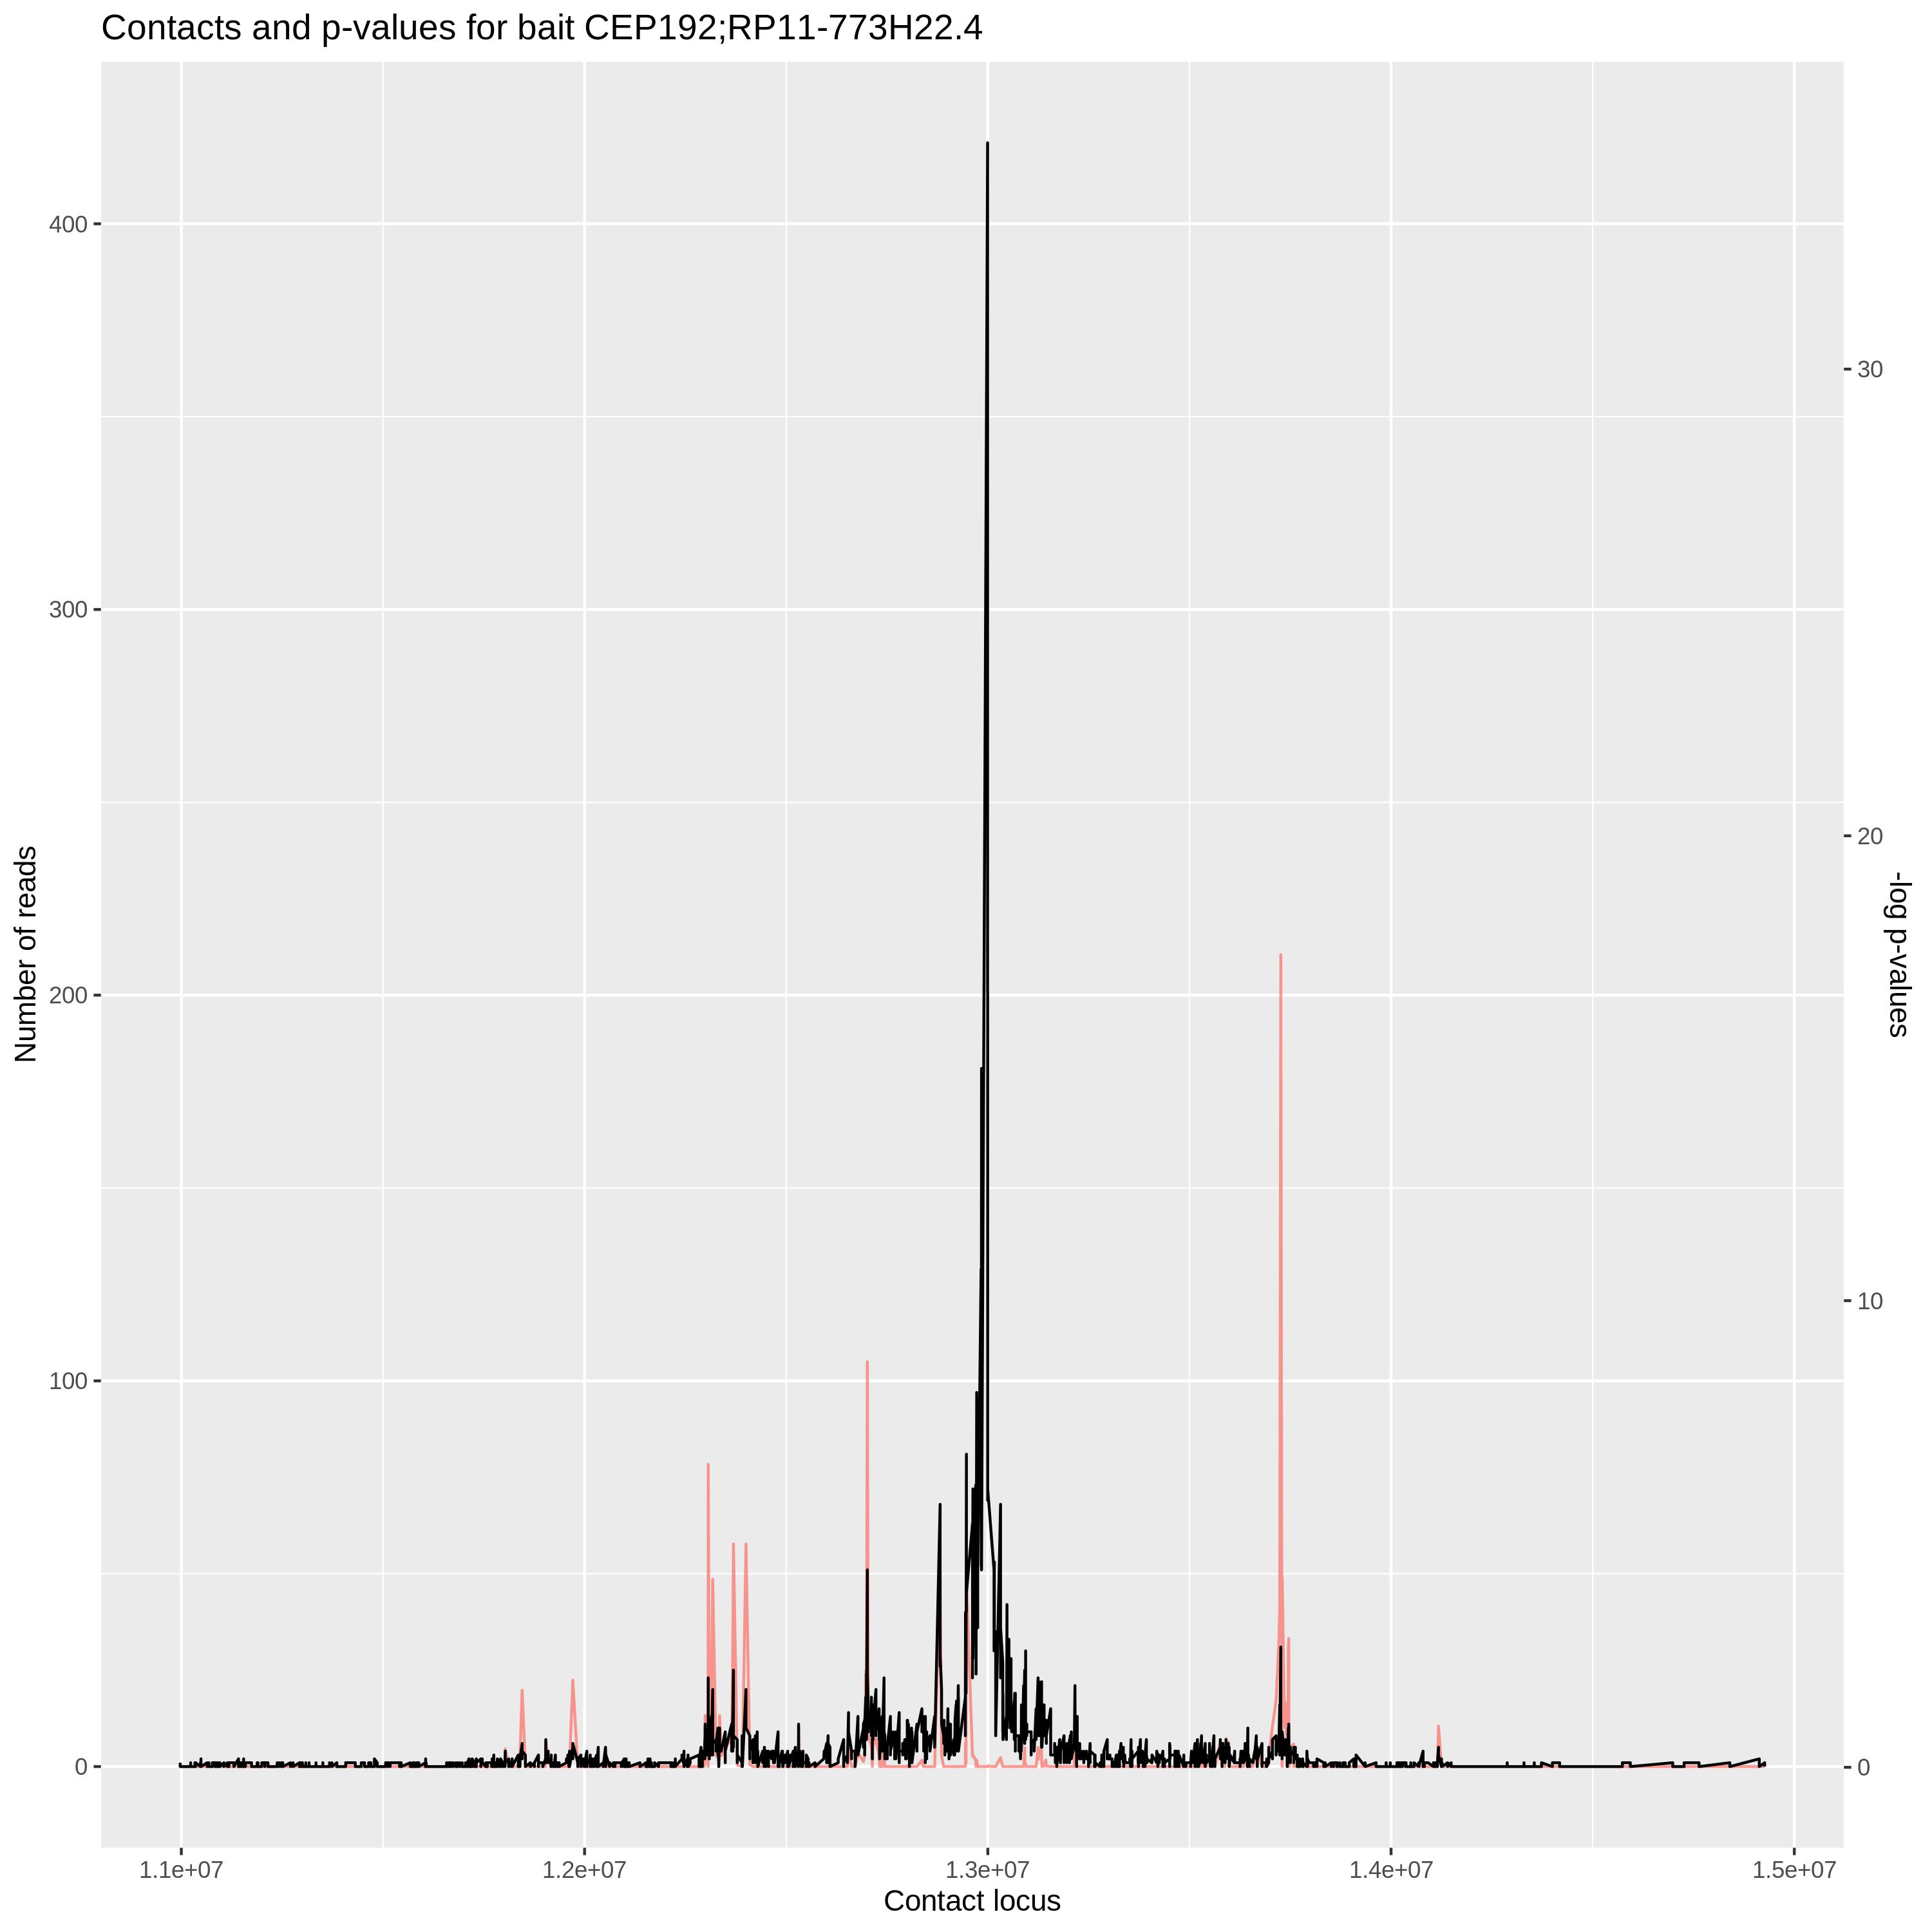 Contacts and p-values for bait CEP192;RP11-773H22.4
400
300
200
100
0
30
20
10
0
Number of reads
-log p-values
1.1e+07
1.2e+07
1.3e+07
1.4e+07
1.5e+07
Contact locus